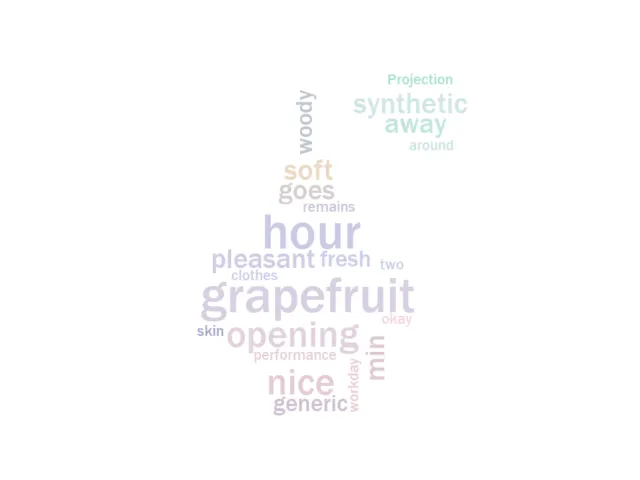 Projection
woody
synthetic
away
around
soft
goes
remains
hour
pleasant fresh two
clothes
grapefruit
okay
skin opening
min
performance
nice
workday
generic